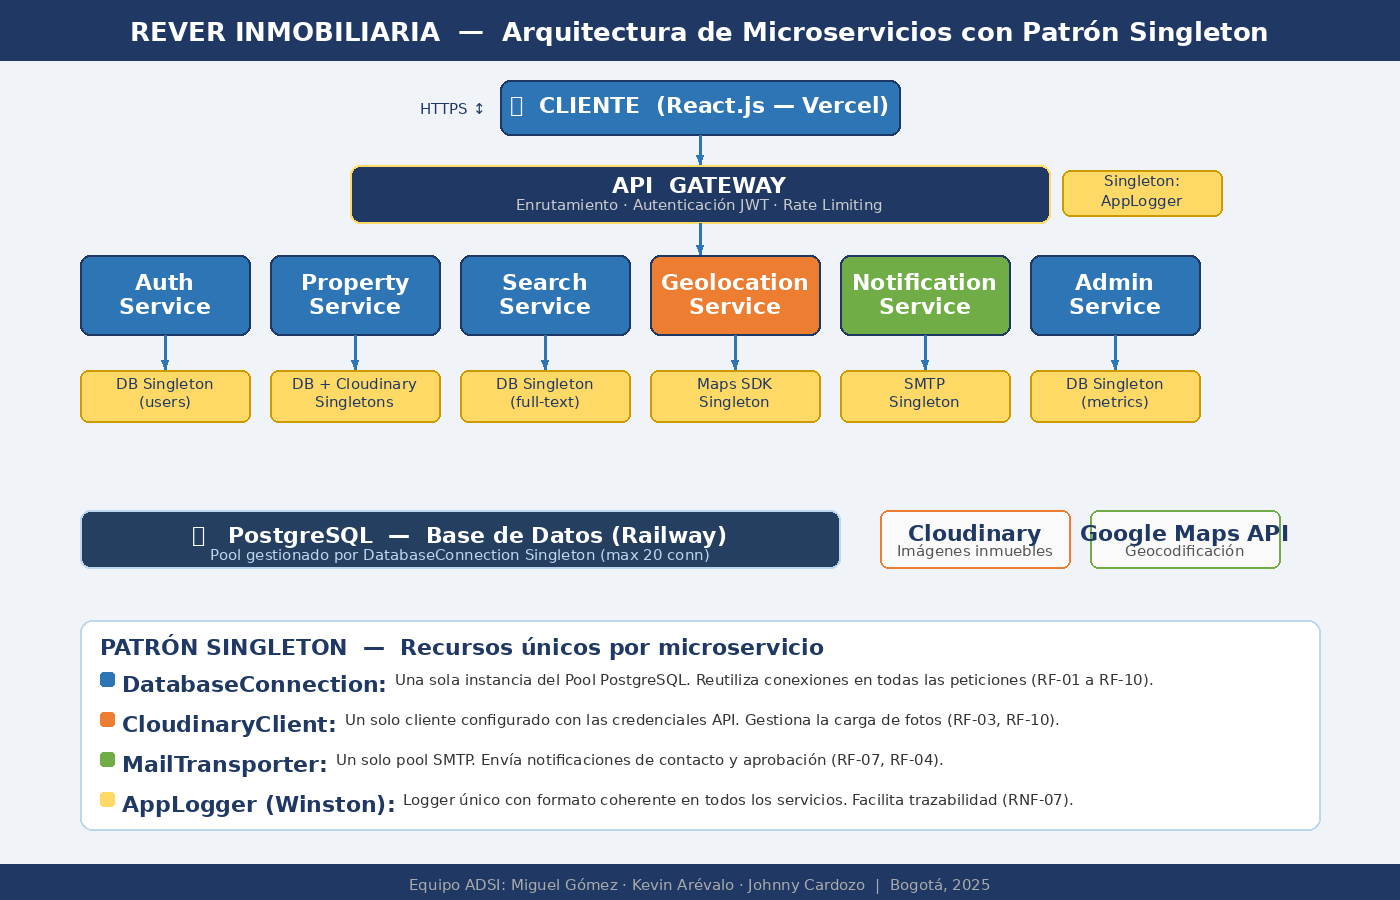 REVER INMOBILIARIA — Arquitectura de Microservicios con Patrón Singleton
HTTPS ↕
CLIENTE (React.js — Vercel)
API GATEWAY
Enrutamiento · Autenticación JWT · Rate Limiting
Singleton:
AppLogger
Auth
Service
Property
Service
Search
Service
Geolocation
Service
Notification
Service
Admin
Service
DB Singleton
(users)
DB + Cloudinary
Singletons
DB Singleton
(full-text)
Maps SDK
Singleton
SMTP
Singleton
DB Singleton
(metrics)
PostgreSQL — Base de Datos (Railway)
Pool gestionado por DatabaseConnection Singleton (max 20 conn)
Cloudinary
Imágenes inmuebles
Google Maps API
Geocodificación
PATRÓN SINGLETON — Recursos únicos por microservicio
DatabaseConnection: Una sola instancia del Pool PostgreSQL. Reutiliza conexiones en todas las peticiones (RF-01 a RF-10).
CloudinaryClient: Un solo cliente configurado con las credenciales API. Gestiona la carga de fotos (RF-03, RF-10).
MailTransporter: Un solo pool SMTP. Envía notificaciones de contacto y aprobación (RF-07, RF-04).
AppLogger (Winston): Logger único con formato coherente en todos los servicios. Facilita trazabilidad (RNF-07).
Equipo ADSI: Miguel Gómez · Kevin Arévalo · Johnny Cardozo | Bogotá, 2025